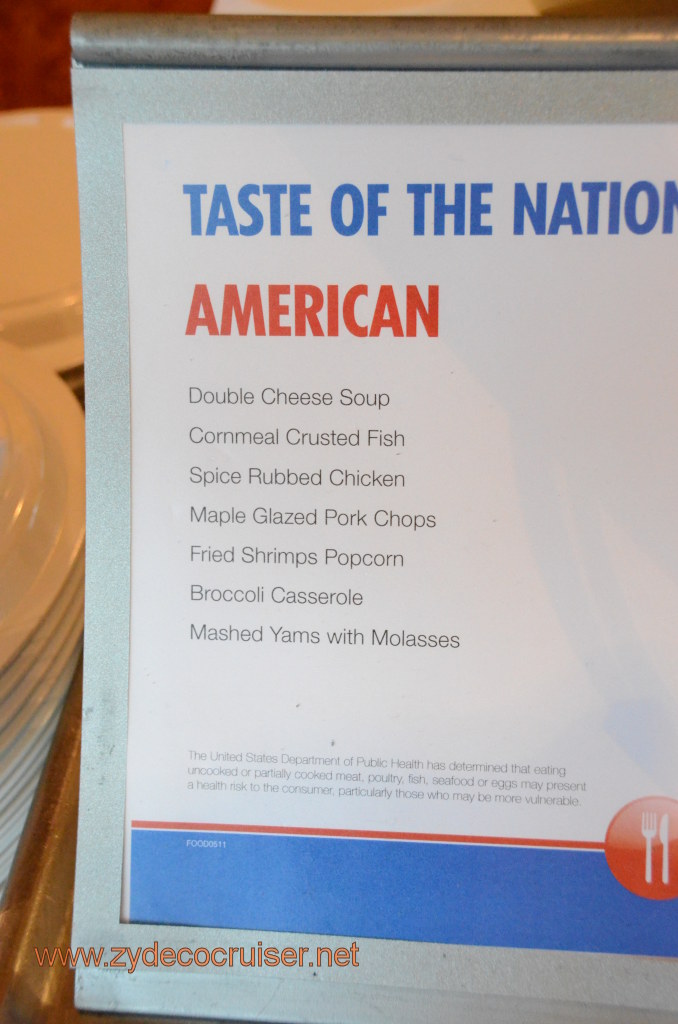 TASTE OF THE NATION
AMERICAN
Double Cheese Soup
Cornmeal Crusted Fish
Spice Rubbed Chicken
Maple Glazed Pork Chops
Fried Shrimps Popcorn
Broccoli Casserole
Mashed Yams with Molasses
The United States Department of Public Health has determined that eating
uncooked or partially cooked meat, poultry, fish, seafood or eggs may present
a health risk to the consumer, particularly those who may be more vulnerable.
FOOD0511
www.zydecocruiser.net